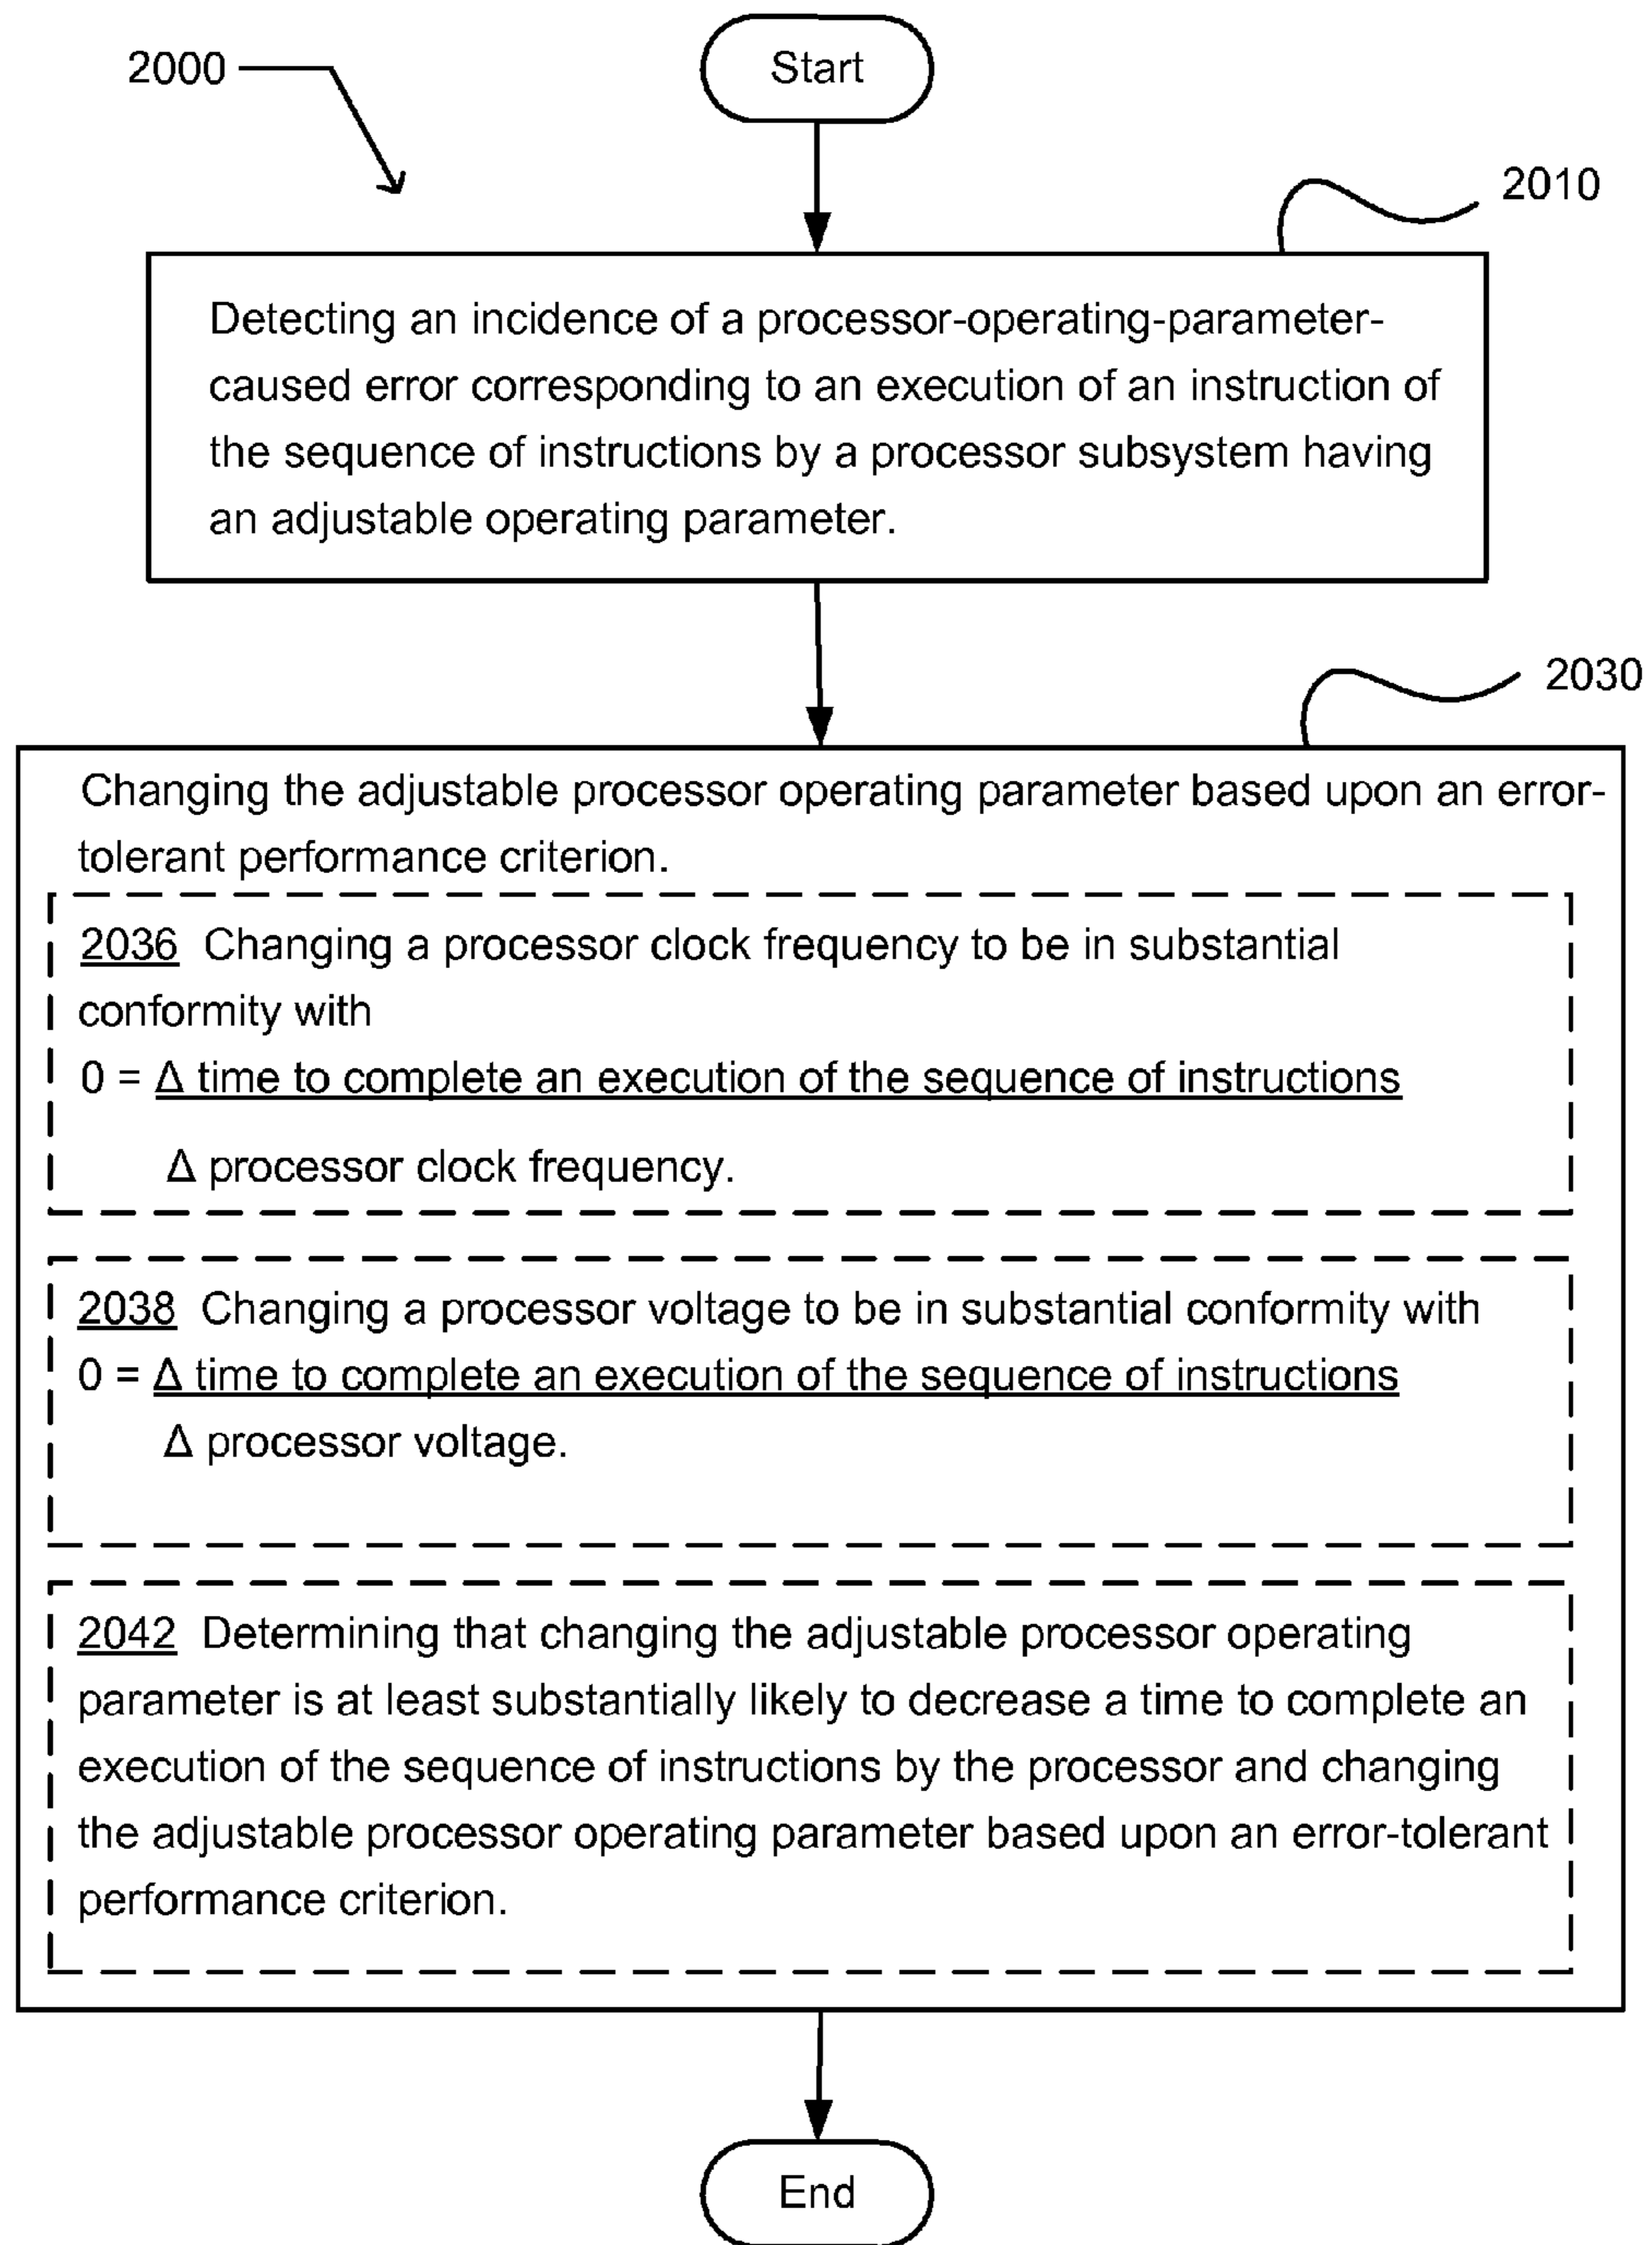 2000
Start
2010
Detecting an incidence of a processor-operating-parameter-
caused error corresponding to an execution of an instruction of
the sequence of instructions by a processor subsystem having
an adjustable operating parameter.
2030
Changing the adjustable processor operating parameter based upon an error-
tolerant performance criterion.
2036 Changing a processor clock frequency to be in substantial
conformity with
0 = Δ time to complete an execution of the sequence of instructions
Δ processor clock frequency.
2038 Changing a processor voltage to be in substantial conformity with
0 = Δ time to complete an execution of the sequence of instructions
Δ processor voltage.
2042 Determining that changing the adjustable processor operating
parameter is at least substantially likely to decrease a time to complete an
execution of the sequence of instructions by the processor and changing
the adjustable processor operating parameter based upon an error-tolerant
performance criterion.
End